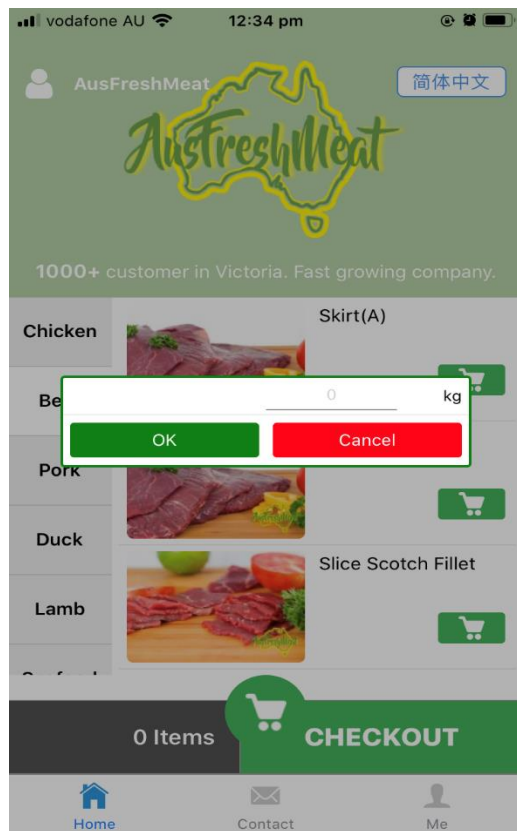 vodafone AU
12:34 pm
AusFreshMeat
简体中文
AusFreshMeat
1000+ customer in Victoria. Fast growing company.
Chicken
Skirt(A)
Be
0
kg
OK
Cancel
Pork
Duck
Slice Scotch Fillet
Lamb
0 Items
CHECKOUT
Home
Contact
Me